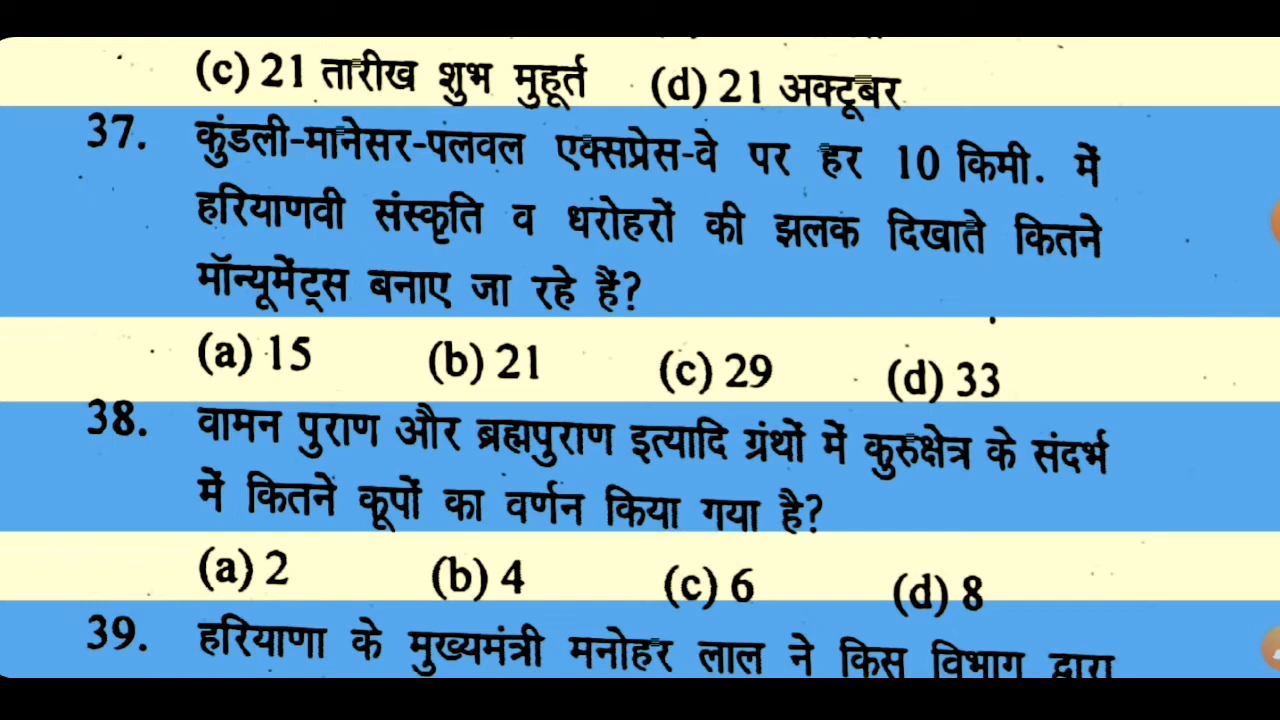 (c) 21 तारीख शुभ मुहूर्त (d) 21 अक्टूबर
37. कुंडली-मानेसर-पलवल एक्सप्रेस-वे पर हर 10 किमी. में
हरियाणवी संस्कृति व धरोहरों की झलक दिखाते कितने
मॉन्यूमेंट्स बनाए जा रहे हैं?
(a) 15 (b) 21 (c) 29 (d) 33
38. वामन पुराण और ब्रह्मपुराण इत्यादि ग्रंथों में कुरुक्षेत्र के संदर्भ
में कितने कूपों का वर्णन किया गया है?
(a) 2 (b) 4 (c) 6 (d) 8
39. हरियाणा के मुख्यमंत्री मनोहर लाल ने किस विभाग द्वारा